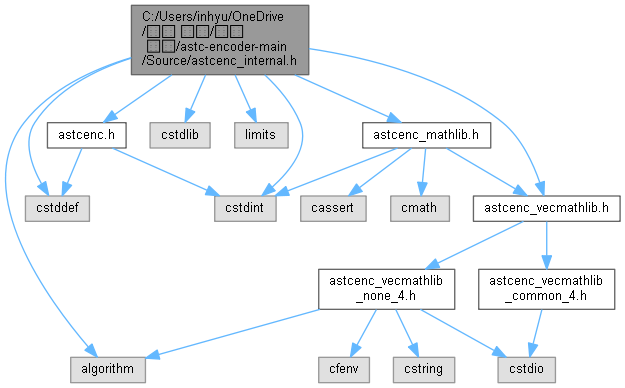 C:/Users/inhyu/OneDrive
/astc-encoder-main
/Source/astcenc_internal.h
astcenc.h
cstdlib
limits
astcenc_mathlib.h
cstddef
cstdint
cassert
cmath
astcenc_vecmathlib.h
astcenc_vecmathlib
_none_4.h
astcenc_vecmathlib
_common_4.h
algorithm
cfenv
cstring
cstdio